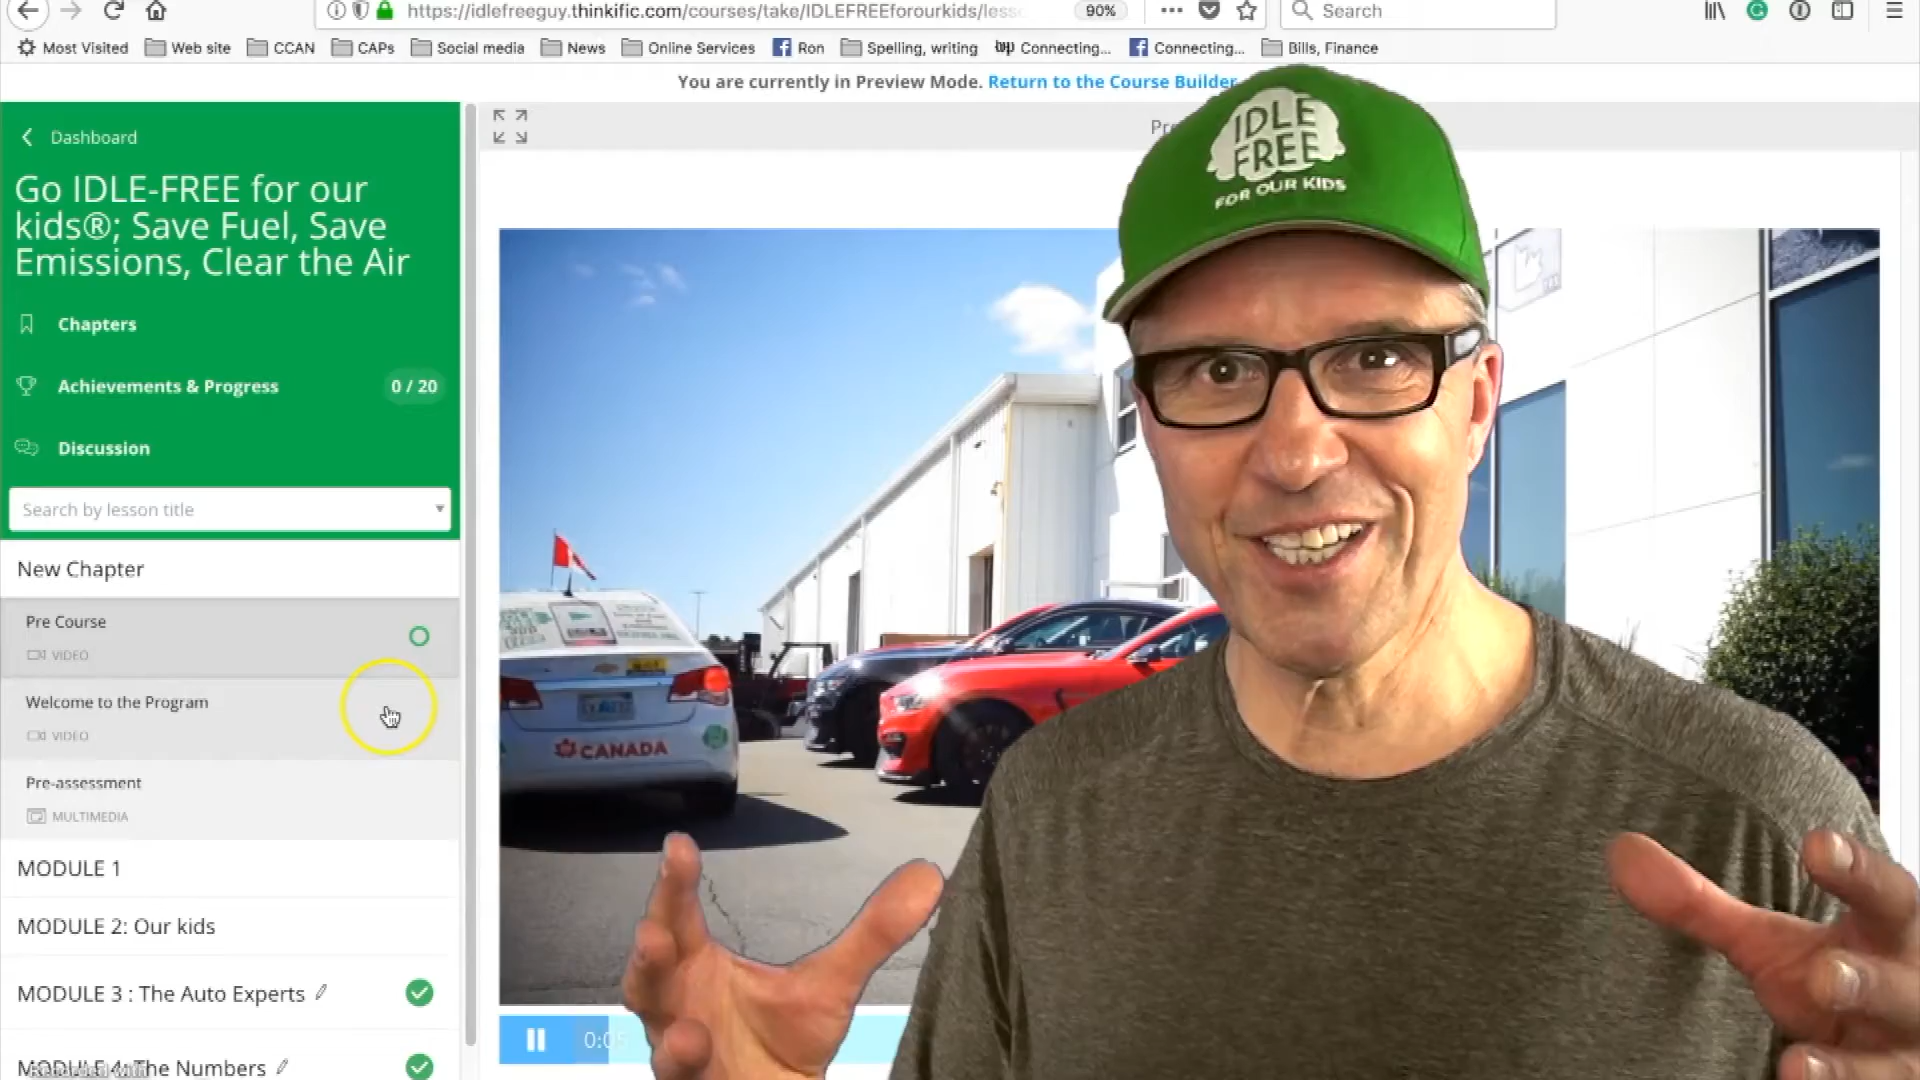 https://idlefreeguy.thinkific.com/courses/take/IDLEFREEforourkids/less
90%
Search
Most Visited
Web site
CCAN
CAPs
Social media
News
Online Services
Ron
Spelling, writing
Connecting...
Connecting...
Bills, Finance
You are currently in Preview Mode. Return to the Course Builder
Dashboard
Go IDLE-FREE for our
kids®; Save Fuel, Save
Emissions, Clear the Air
Chapters
Achievements & Progress 0 / 20
Discussion
Search by lesson title
New Chapter
Pre Course
VIDEO
Welcome to the Program
VIDEO
Pre-assessment
MULTIMEDIA
MODULE 1
MODULE 2: Our kids
MODULE 3 : The Auto Experts
MODULE 4: The Numbers
IDLE
FREE
FOR OUR KIDS
CANADA